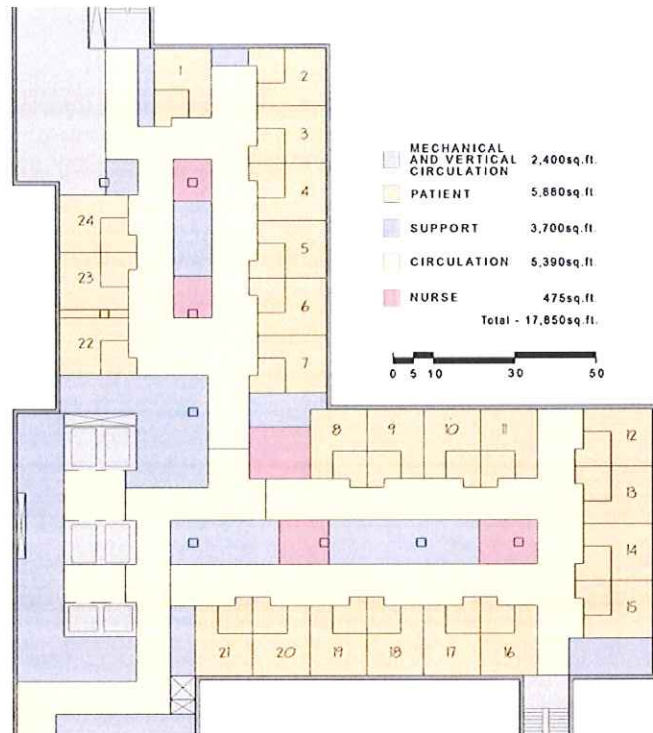 1
2
3
4
5
6
7
24
23
22
MECHANICAL
AND VERTICAL 2,400sq.ft.
CIRCULATION
PATIENT 5,880sq.ft.
SUPPORT 3,700sq.ft.
CIRCULATION 5,390sq.ft.
NURSE 475sq.ft.
Total - 17,850sq.ft.
0 5 10 30 50
8 9 10 11
12
13
14
15
21 20 19 18 17 16